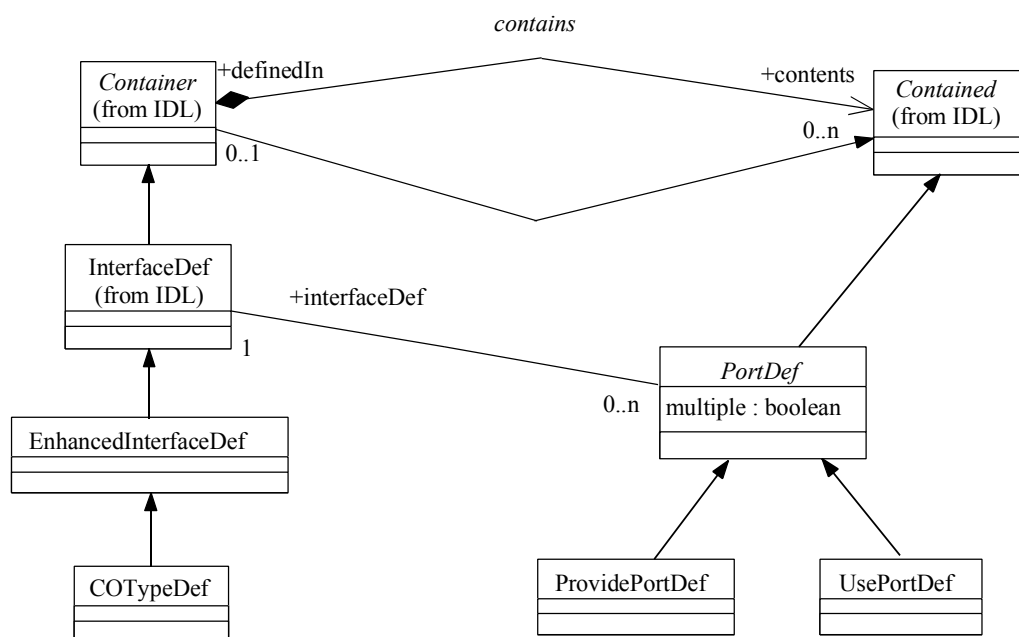 contains
+definedIn
+contents
Container
(from IDL)
Contained
(from IDL)
0..1
0..n
InterfaceDef
(from IDL)
+interfaceDef
1
0..n
PortDef
multiple : boolean
EnhancedInterfaceDef
COTypeDef
ProvidePortDef
UsePortDef